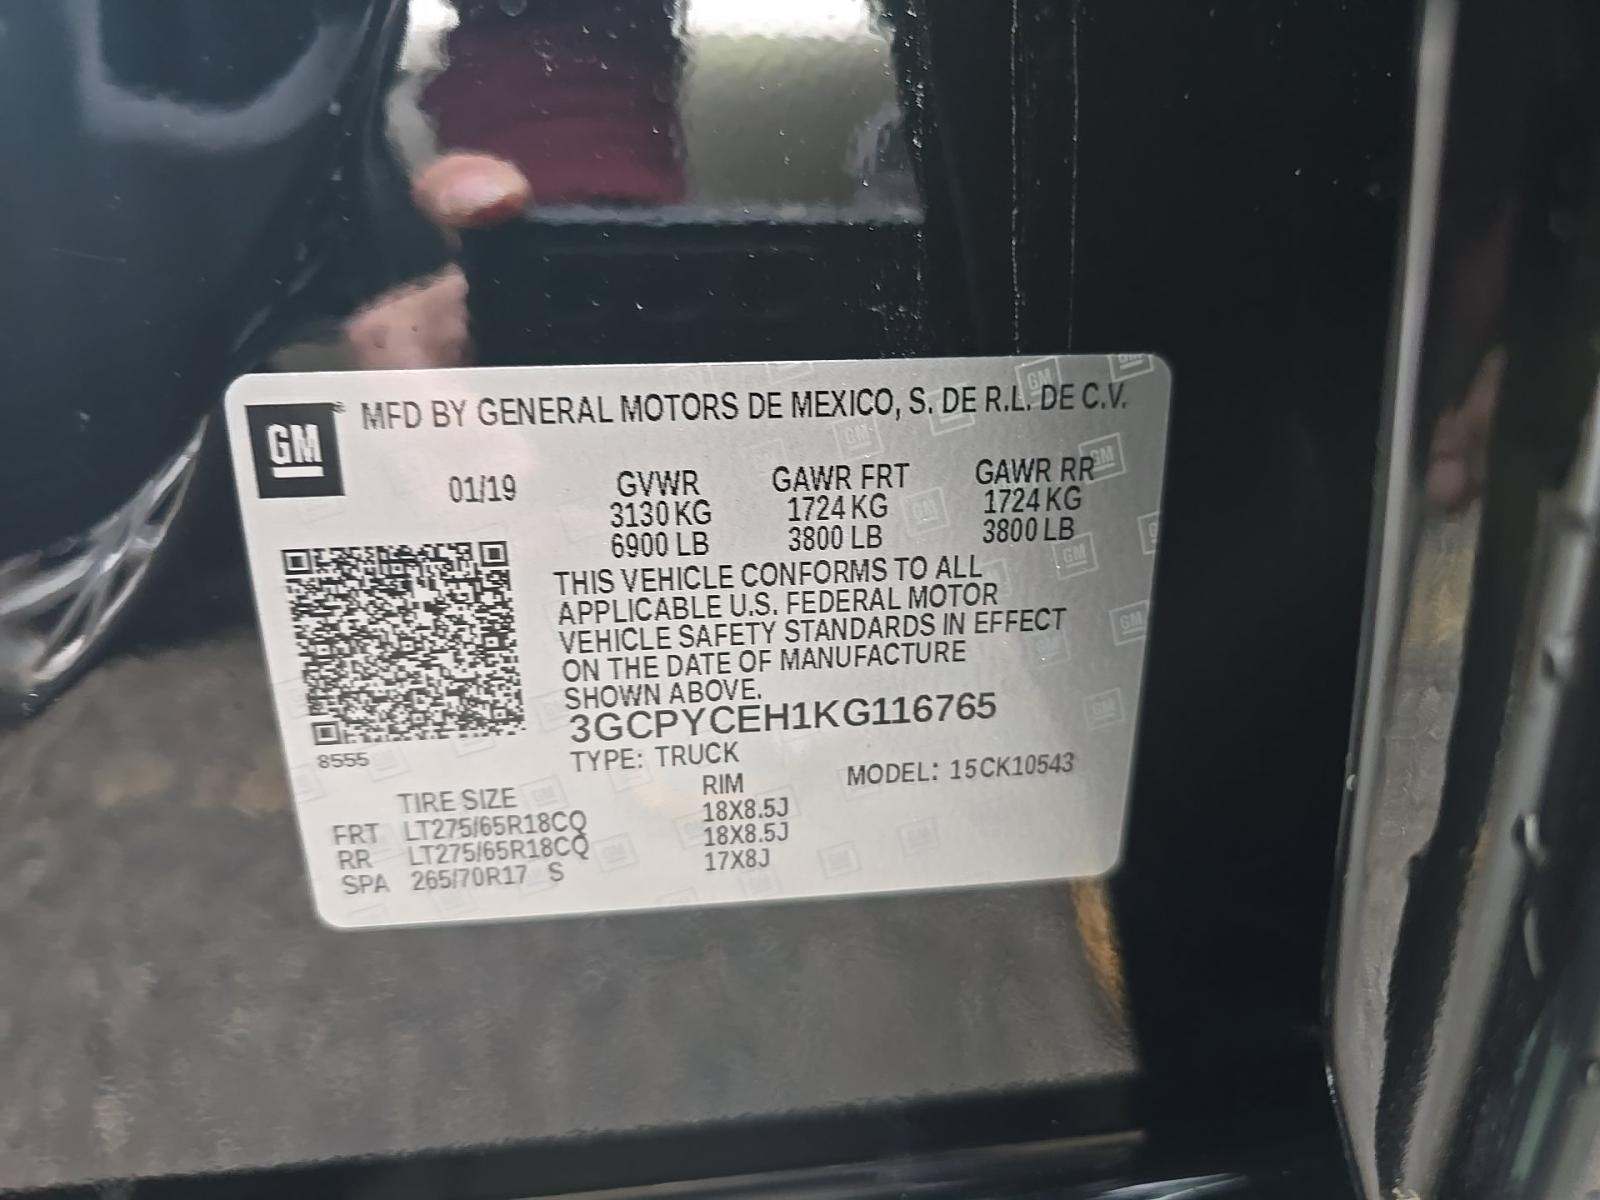 GM® MFD BY GENERAL MOTORS DE MEXICO, S. DE R.L. DE C.V.
01/19 GVWR GAWR FRT GAWR RR
3130 KG 1724 KG 1724 KG
6900 LB 3800 LB 3800 LB
THIS VEHICLE CONFORMS TO ALL
APPLICABLE U.S. FEDERAL MOTOR
VEHICLE SAFETY STANDARDS IN EFFECT
ON THE DATE OF MANUFACTURE
SHOWN ABOVE.
3GCPYCEH1KG116765
8555 TYPE: TRUCK MODEL: 15CK10543
TIRE SIZE RIM
FRT LT275/65R18CQ 18X8.5J
RR LT275/65R18CQ 18X8.5J
SPA 265/70R17 S 17X8J